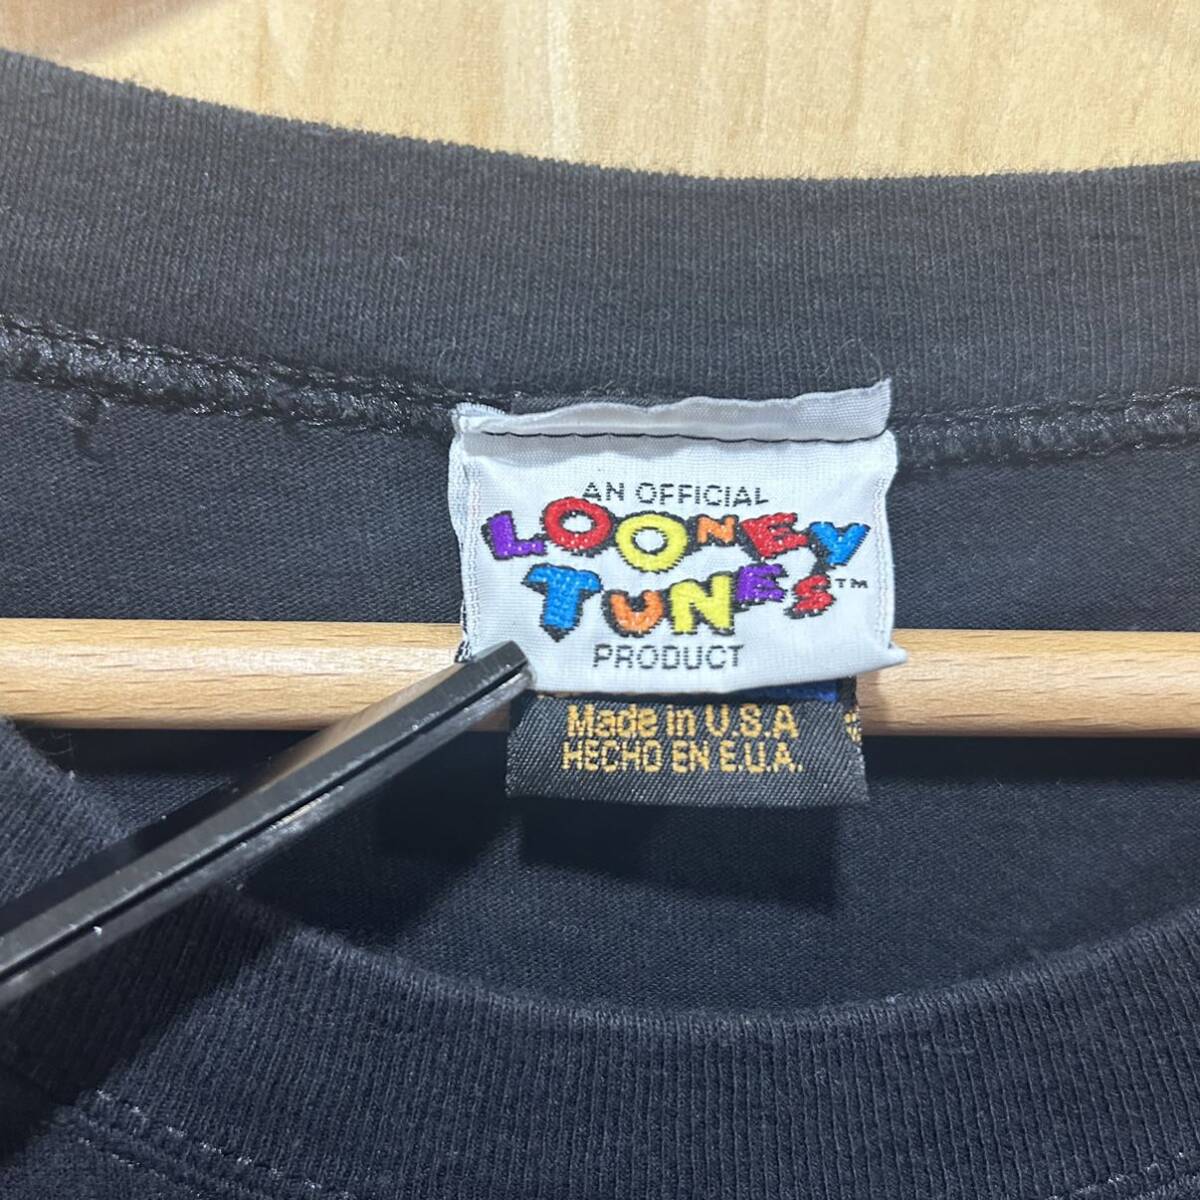 AN OFFICIAL
LOONEY
TUNES™
PRODUCT
Made in U.S.A
HECHO EN E.U.A.